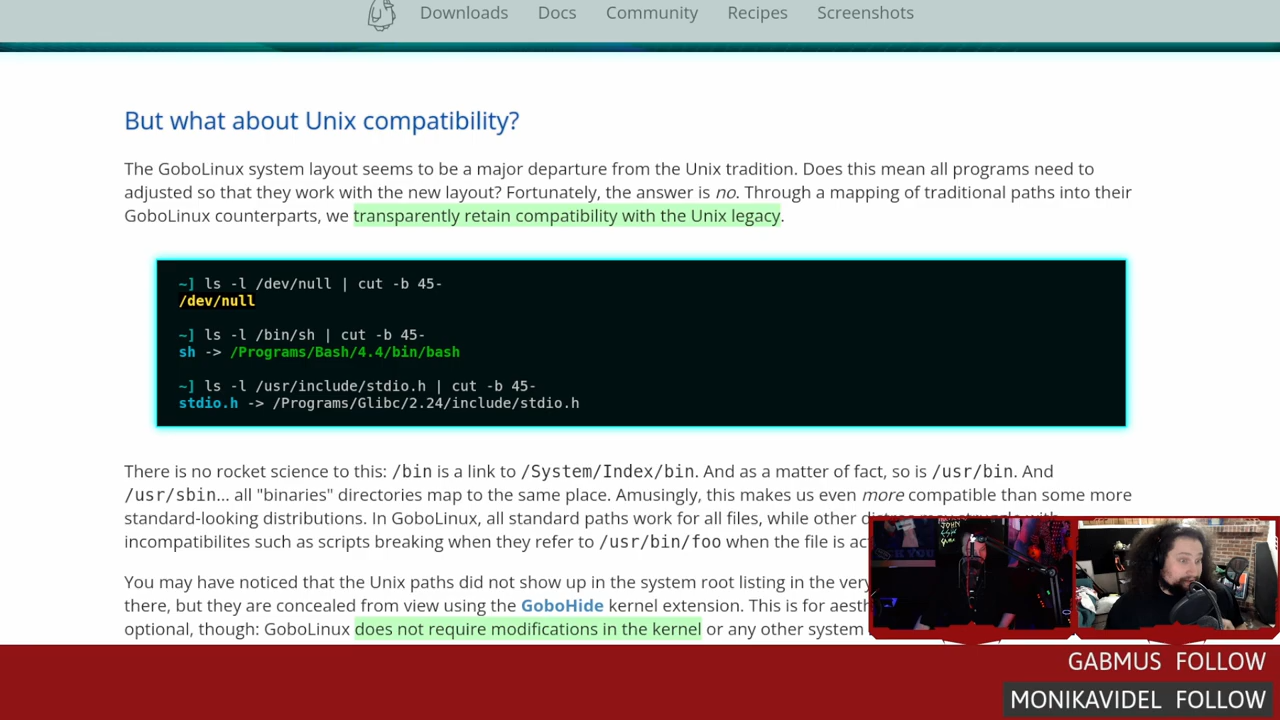 Downloads Docs Community Recipes Screenshots
But what about Unix compatibility?
The GoboLinux system layout seems to be a major departure from the Unix tradition. Does this mean all programs need to
adjusted so that they work with the new layout? Fortunately, the answer is no. Through a mapping of traditional paths into their
GoboLinux counterparts, we transparently retain compatibility with the Unix legacy.
~] ls -l /dev/null | cut -b 45-
/dev/null
~] ls -l /bin/sh | cut -b 45-
sh -> /Programs/Bash/4.4/bin/bash
~] ls -l /usr/include/stdio.h | cut -b 45-
stdio.h -> /Programs/Glibc/2.24/include/stdio.h
There is no rocket science to this: /bin is a link to /System/Index/bin. And as a matter of fact, so is /usr/bin. And
/usr/sbin... all "binaries" directories map to the same place. Amusingly, this makes us even more compatible than some more
standard-looking distributions. In GoboLinux, all standard paths work for all files, while other
incompatibilites such as scripts breaking when they refer to /usr/bin/foo when the file is
You may have noticed that the Unix paths did not show up in the system root listing in the
there, but they are concealed from view using the GoboHide kernel extension. This is for
optional, though: GoboLinux does not require modifications in the kernel or any other system
GABMUS FOLLOW
MONIKAVIDEL FOLLOW